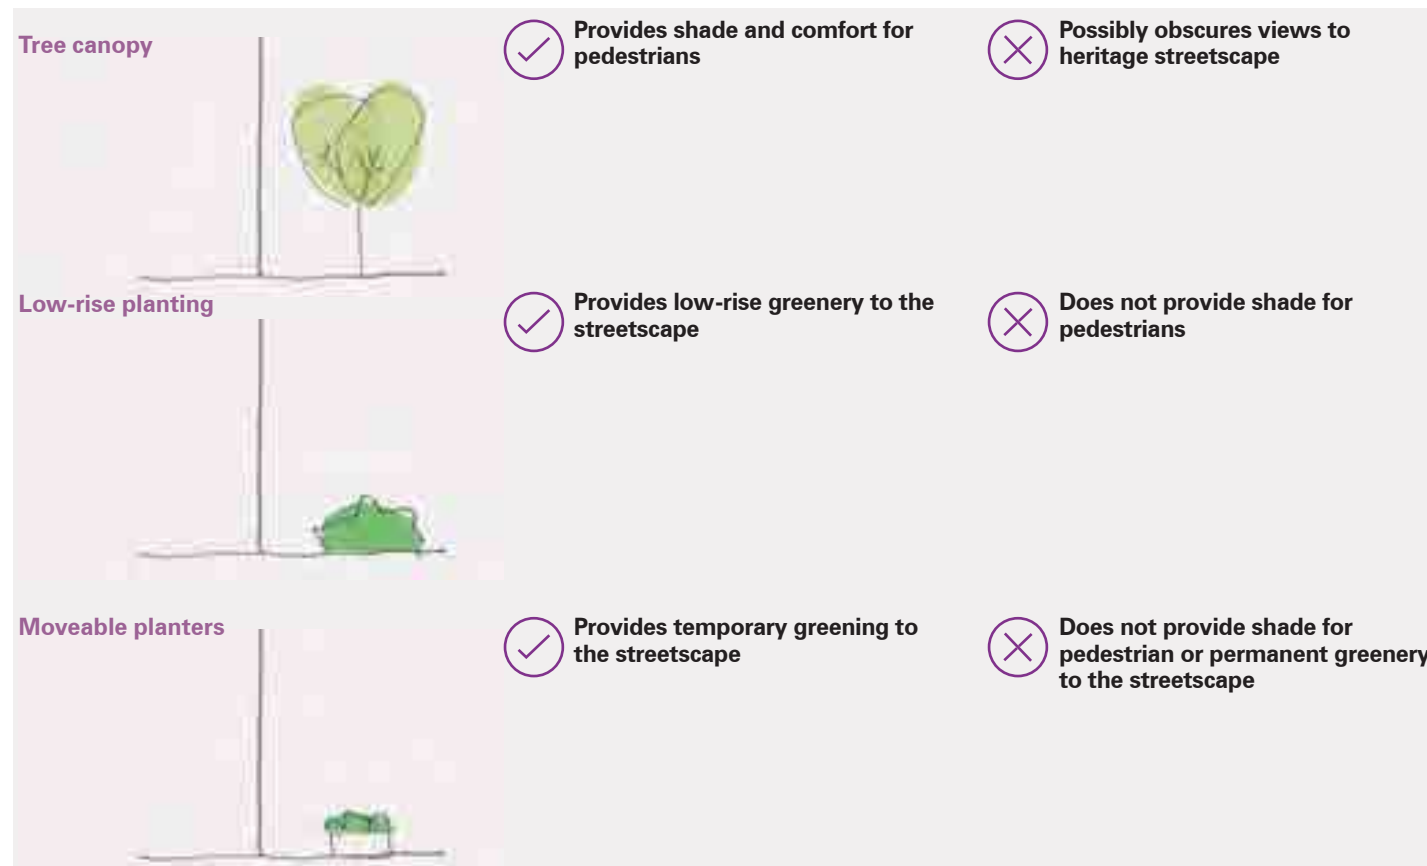 Tree canopy
Provides shade and comfort for
pedestrians
Possibly obscures views to
heritage streetscape
Low-rise planting
Provides low-rise greenery to the
streetscape
Does not provide shade for
pedestrians
Moveable planters
Provides temporary greening to
the streetscape
Does not provide shade for
pedestrian or permanent greenery
to the streetscape